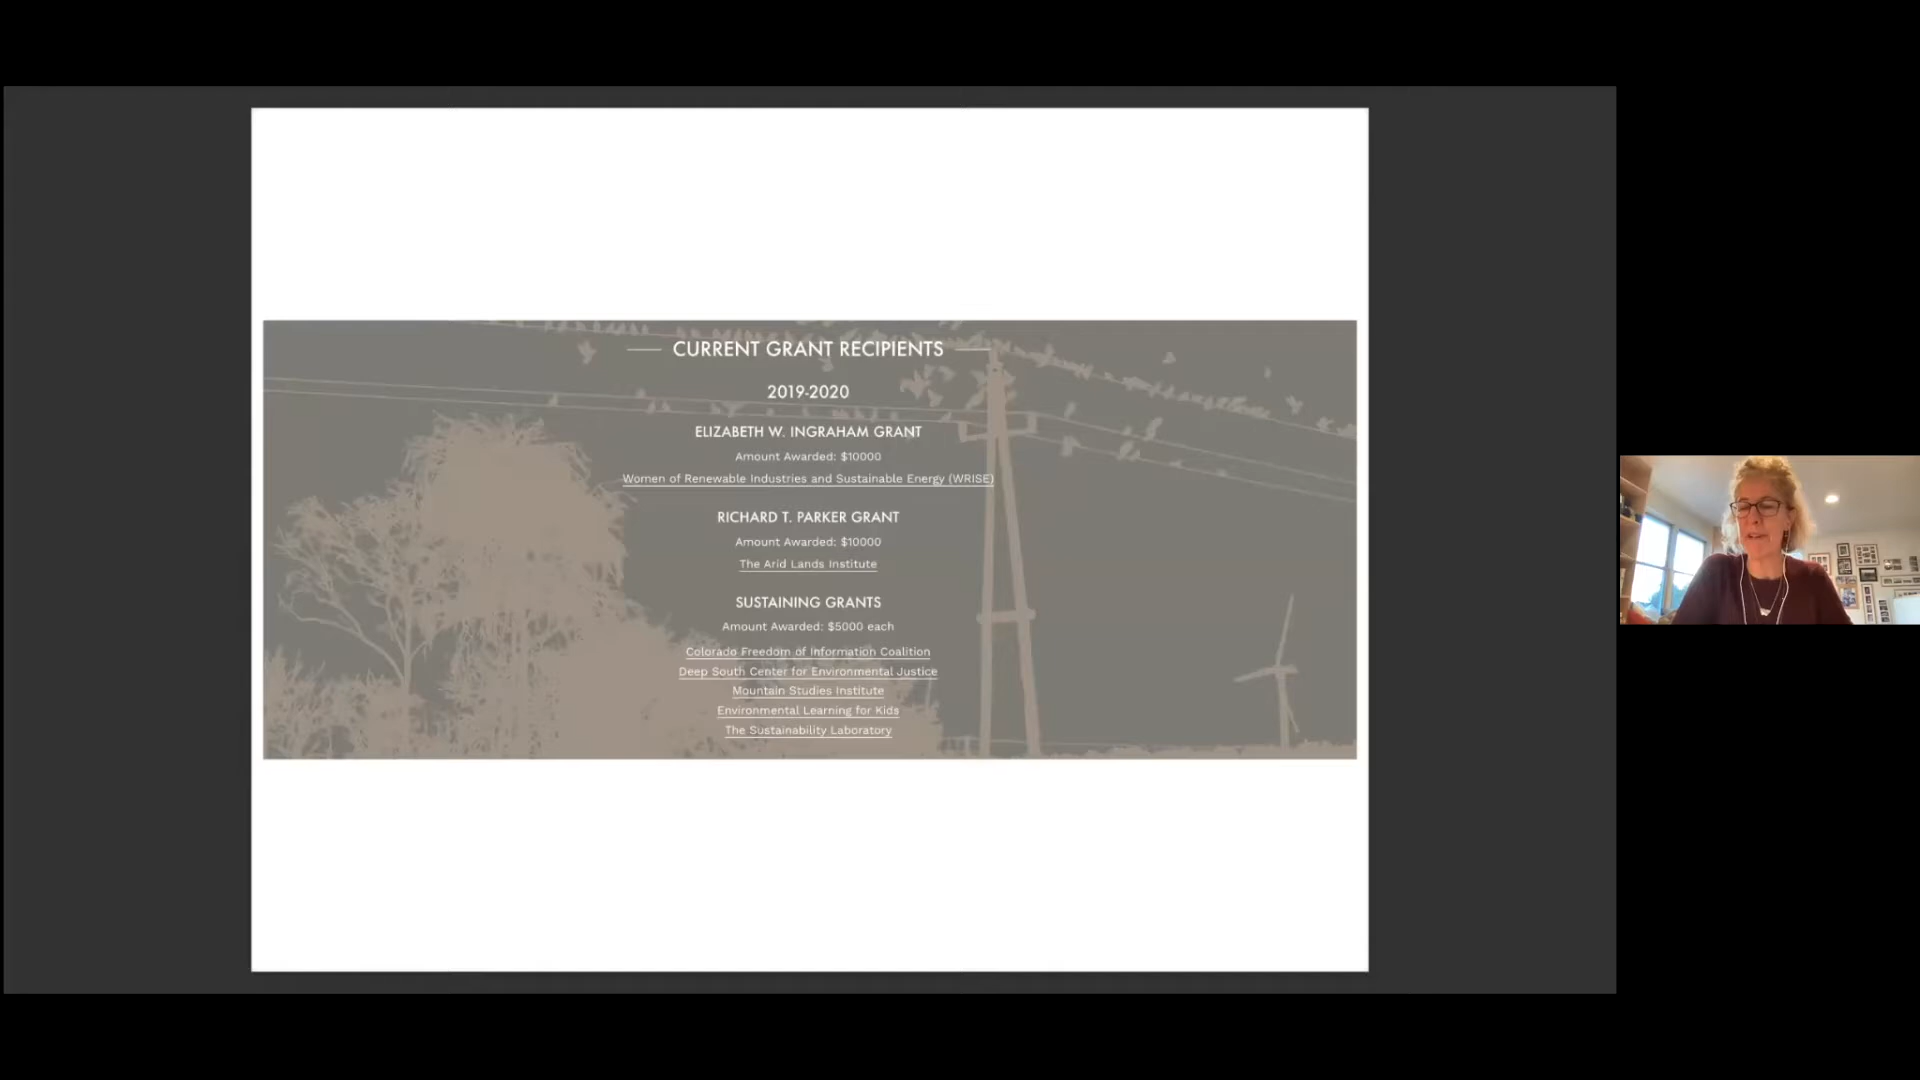 CURRENT GRANT RECIPIENTS
2019-2020
ELIZABETH W. INGRAHAM GRANT
Amount Awarded: $10000
Women of Renewable Industries and Sustainable Energy (WRISE)
RICHARD T. PARKER GRANT
Amount Awarded: $10000
The Arid Lands Institute
SUSTAINING GRANTS
Amount Awarded: $5000 each
Colorado Freedom of Information Coalition
Deep South Center for Environmental Justice
Mountain Studies Institute
Environmental Learning for Kids
The Sustainability Laboratory